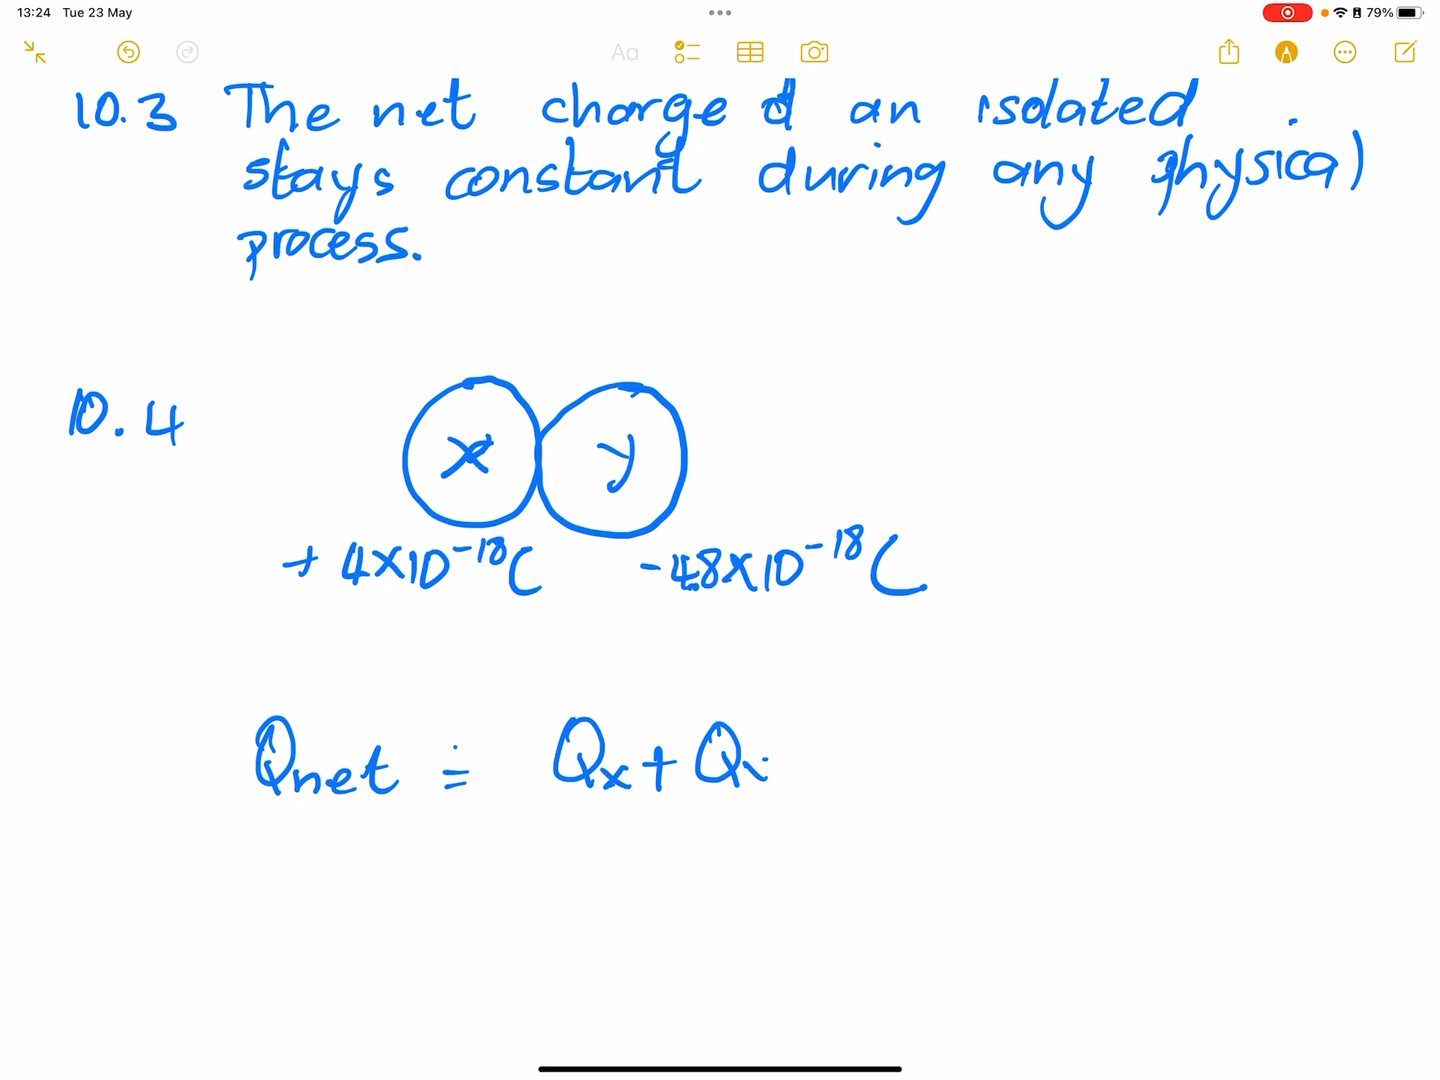 13:24 Tue 23 May
79%
Aa
10.3 The net charge of an isolated
stays constant during any physical
process.
10.4
x y
+ 4×10⁻¹⁸C - 4.8×10⁻¹⁸C
Qnet = Qx + Q